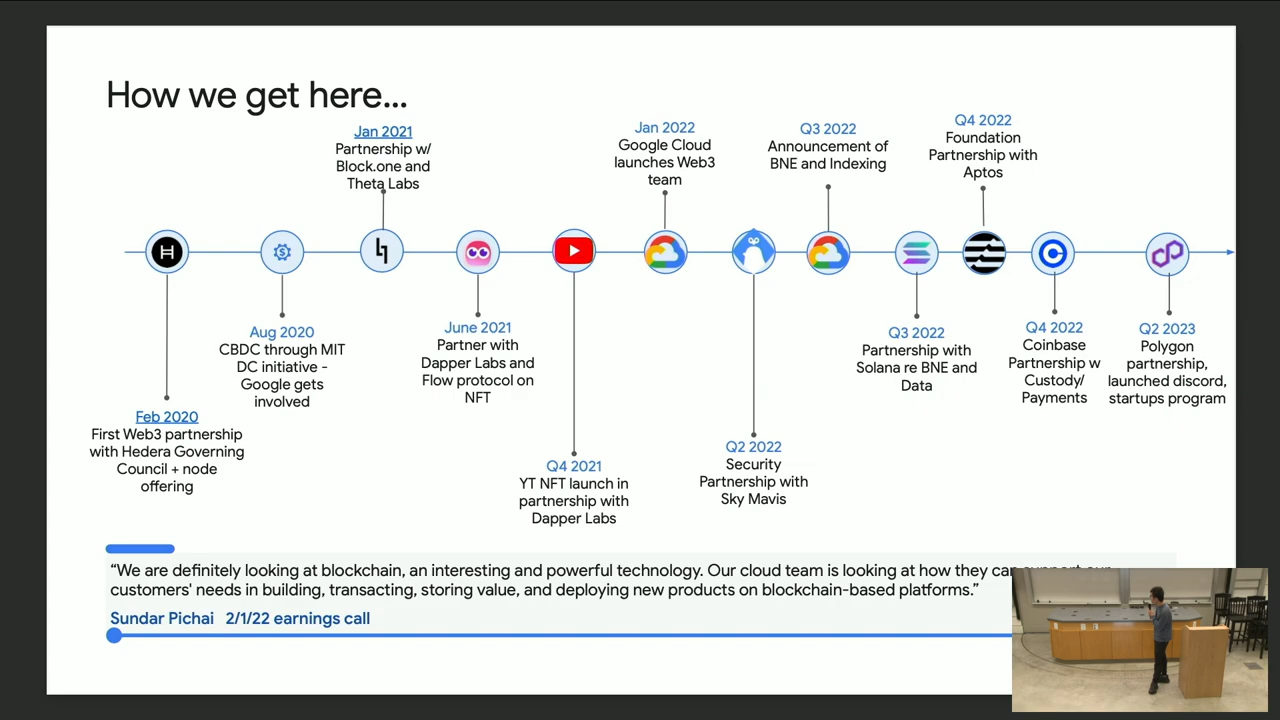 How we get here...
Jan 2021
Partnership w/
Block.one and
Theta Labs
Jan 2022
Google Cloud
launches Web3
team
Q3 2022
Announcement of
BNE and Indexing
Q4 2022
Foundation
Partnership with
Aptos
Feb 2020
First Web3 partnership
with Hedera Governing
Council + node
offering
Aug 2020
CBDC through MIT
DC initiative -
Google gets
involved
June 2021
Partner with
Dapper Labs and
Flow protocol on
NFT
Q4 2021
YT NFT launch in
partnership with
Dapper Labs
Q2 2022
Security
Partnership with
Sky Mavis
Q3 2022
Partnership with
Solana re BNE and
Data
Q4 2022
Coinbase
Partnership w
Custody/
Payments
Q2 2023
Polygon
partnership,
launched discord,
startups program
“We are definitely looking at blockchain, an interesting and powerful technology. Our cloud team is looking at how they can support our
customers' needs in building, transacting, storing value, and deploying new products on blockchain-based platforms.”
Sundar Pichai 2/1/22 earnings call